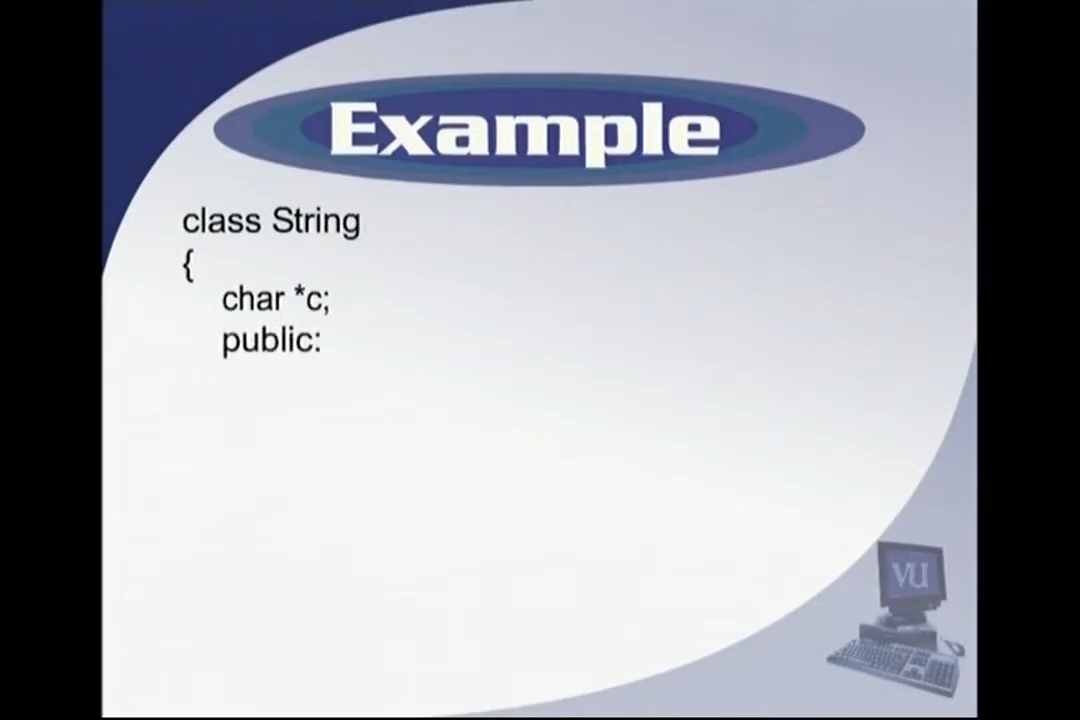 Example
class String
{
char *c;
public:
VU